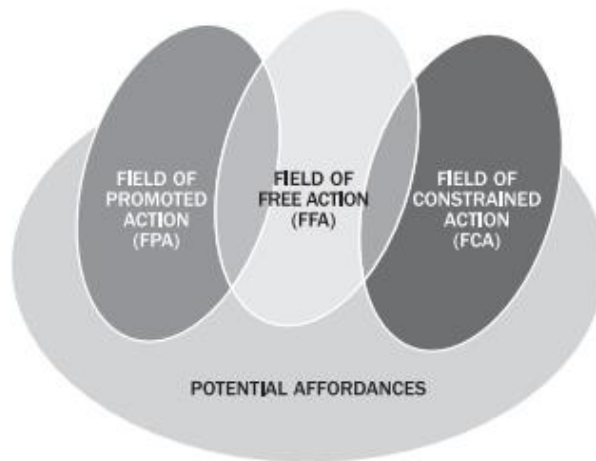 FIELD OF
PROMOTED
ACTION
(FPA)
FIELD OF
FREE ACTION
(FFA)
FIELD OF
CONSTRAINED
ACTION
(FCA)
POTENTIAL AFFORDANCES